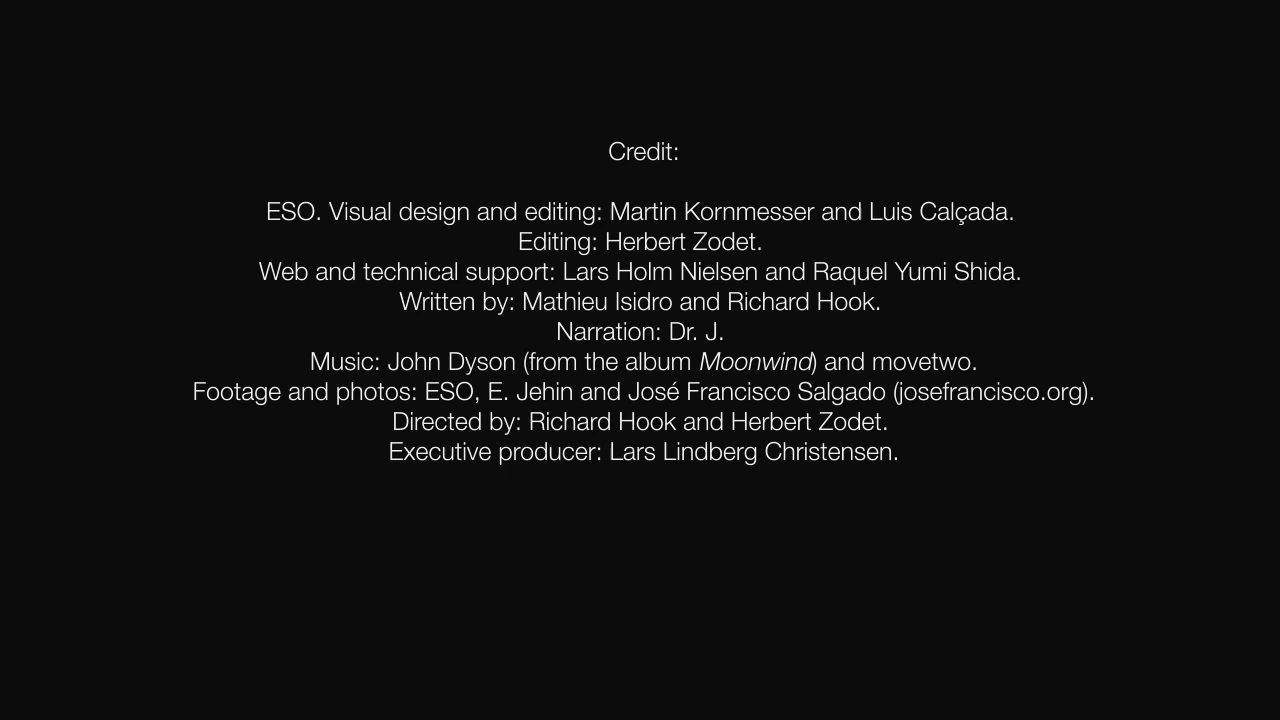 Credit:
ESO. Visual design and editing: Martin Kornmesser and Luis Calçada.
Editing: Herbert Zodet.
Web and technical support: Lars Holm Nielsen and Raquel Yumi Shida.
Written by: Mathieu Isidro and Richard Hook.
Narration: Dr. J.
Music: John Dyson (from the album Moonwind) and movetwo.
Footage and photos: ESO, E. Jehin and José Francisco Salgado (josefrancisco.org).
Directed by: Richard Hook and Herbert Zodet.
Executive producer: Lars Lindberg Christensen.